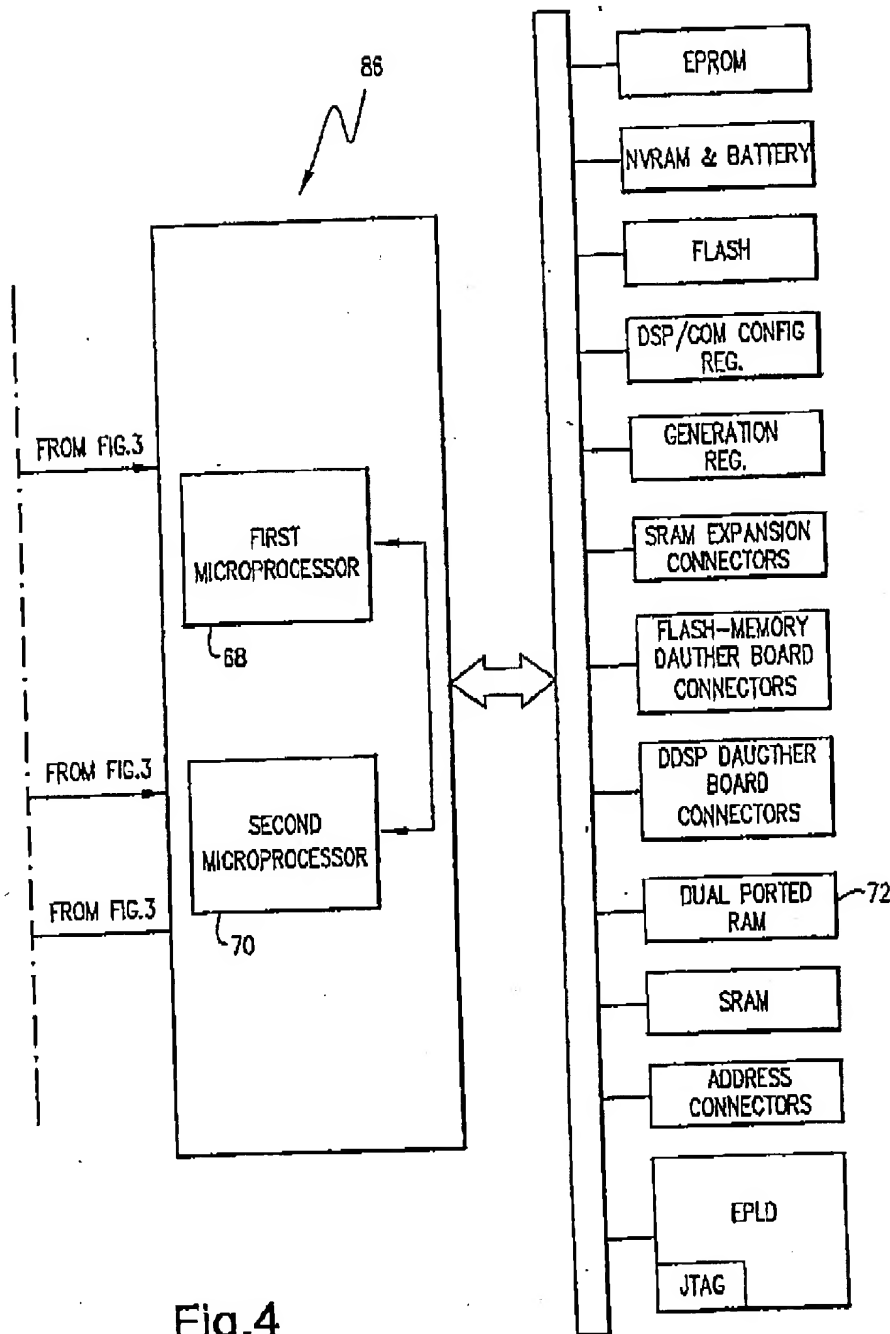 86
EPROM
NVRAM & BATTERY
FLASH
DSP/COM CONFIG
REG.
GENERATION
REG.
SRAM EXPANSION
CONNECTORS
FLASH-MEMORY
DAUTHER BOARD
CONNECTORS
DDSP DAUGTHER
BOARD
CONNECTORS
DUAL PORTED
RAM
72
SRAM
ADDRESS
CONNECTORS
EPLD
JTAG
FROM FIG.3
FIRST
MICROPROCESSOR
68
FROM FIG.3
SECOND
MICROPROCESSOR
FROM FIG.3
70
Fig.4